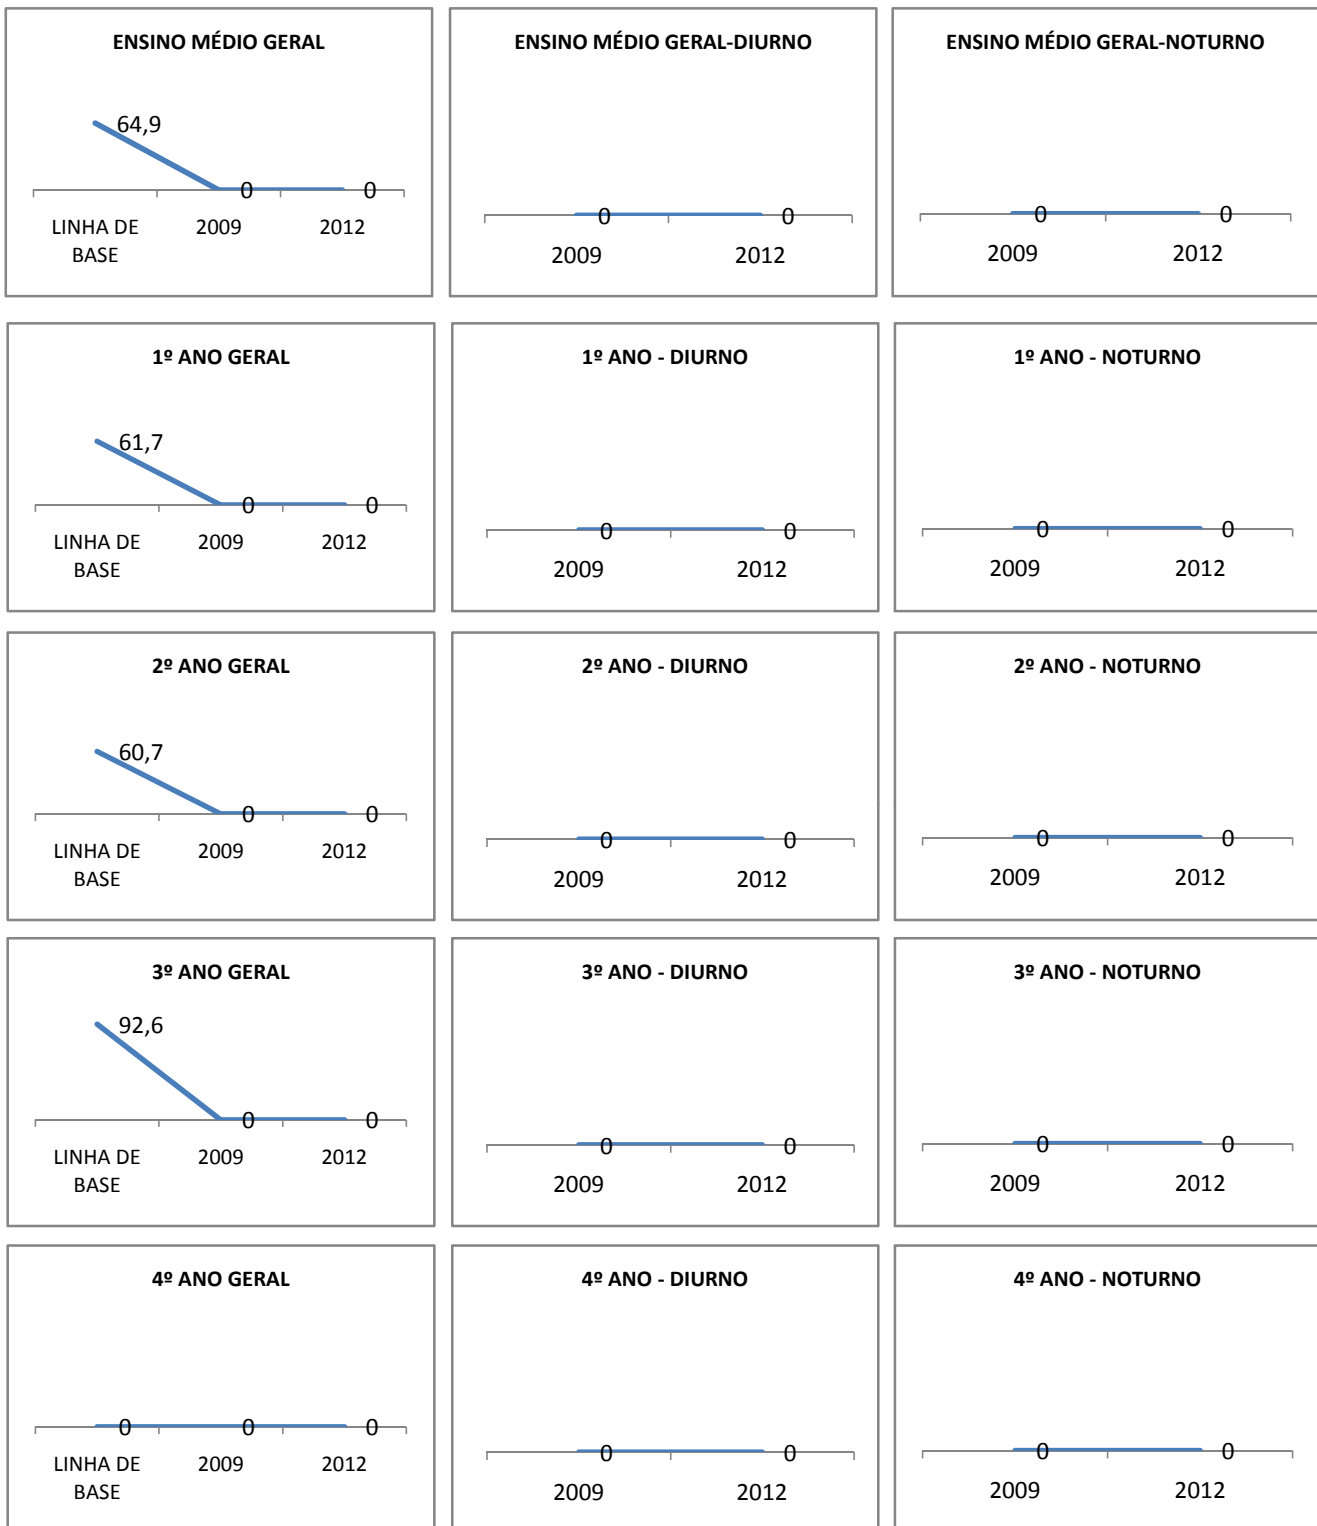 ENSINO MÉDIO GERAL
64,9
0
0
LINHA DE
BASE
2009
2012
ENSINO MÉDIO GERAL-DIURNO
0
0
2009
2012
ENSINO MÉDIO GERAL-NOTURNO
0
0
2009
2012
1º ANO GERAL
61,7
0
0
LINHA DE
BASE
2009
2012
1º ANO - DIURNO
0
0
2009
2012
1º ANO - NOTURNO
0
0
2009
2012
2º ANO GERAL
60,7
0
0
LINHA DE
BASE
2009
2012
2º ANO - DIURNO
0
0
2009
2012
2º ANO - NOTURNO
0
0
2009
2012
3º ANO GERAL
92,6
0
0
LINHA DE
BASE
2009
2012
3º ANO - DIURNO
0
0
2009
2012
3º ANO - NOTURNO
0
0
2009
2012
4º ANO GERAL
0
0
0
LINHA DE
BASE
2009
2012
4º ANO - DIURNO
0
0
2009
2012
4º ANO - NOTURNO
0
0
2009
2012